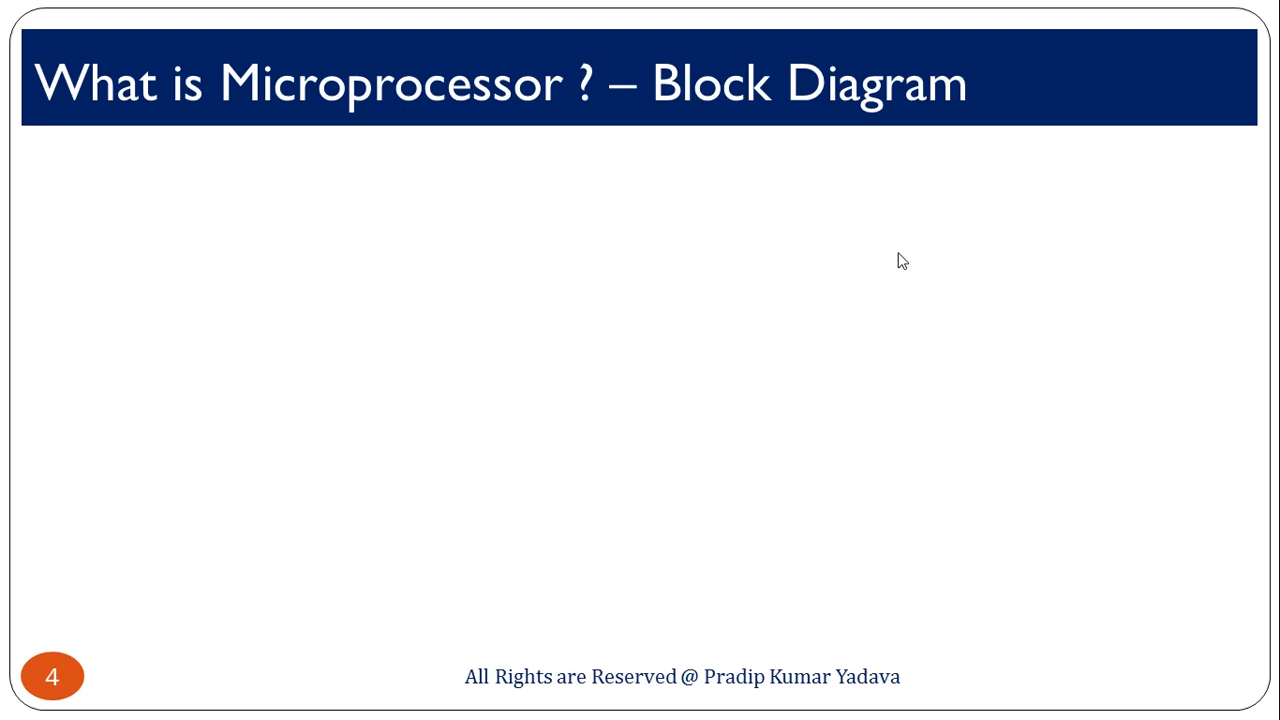 What is Microprocessor ? – Block Diagram
4
All Rights are Reserved @ Pradip Kumar Yadava